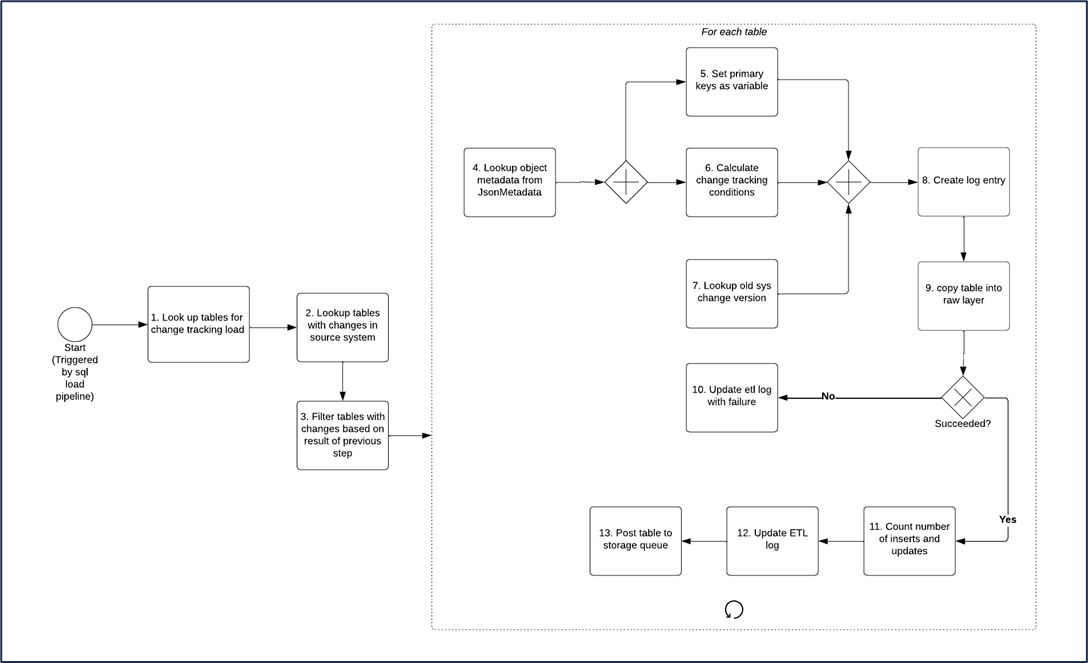 For each table
5. Set primary
keys as variable
4. Lookup object
metadata from
JsonMetadata
6. Calculate
change tracking
conditions
8. Create log entry
7. Lookup old sys
change version
9. copy table into
raw layer
1. Look up tables for
change tracking load
2. Lookup tables
with changes in
source system
Start
(Triggered
by sql
load
pipeline)
3. Filter tables with
changes based on
result of previous
step
10. Update etl log
with failure
No
Succeeded?
Yes
13. Post table to
storage queue
12. Update ETL
log
11. Count number
of inserts and
updates